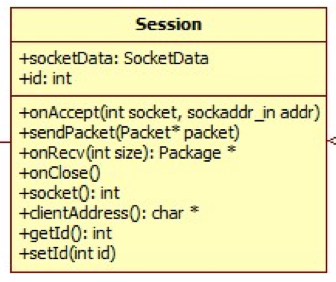 Session
+socketData: SocketData
+id: int
+onAccept(int socket, sockaddr_in addr)
+sendPacket(Packet* packet)
+onRecv(int size): Package *
+onClose()
+socket(): int
+clientAddress(): char *
+getId(): int
+setId(int id)